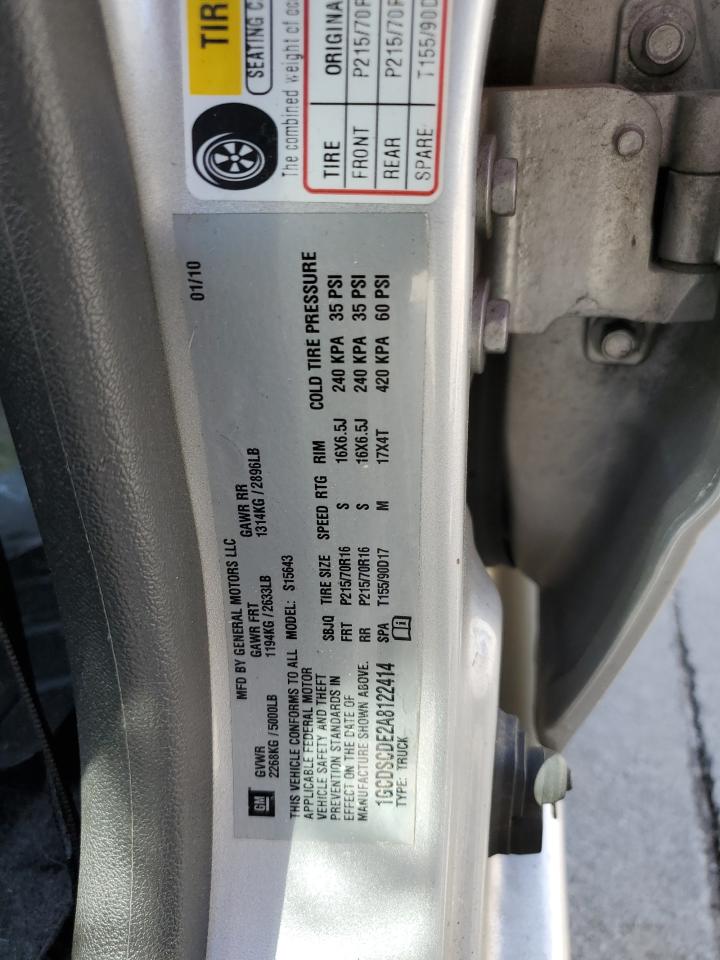 TIR
SEATING C
The combined weight of oc
TIRE ORIGINA
FRONT P215/70R
REAR P215/70R
SPARE T155/90D
01/10
MFD BY GENERAL MOTORS LLC
GM GVWR GAWR FRT GAWR RR
2268KG/5000LB 1194KG/2633LB 1314KG/2896LB
THIS VEHICLE CONFORMS TO ALL MODEL: S15643
APPLICABLE FEDERAL MOTOR
VEHICLE SAFETY AND THEFT
PREVENTION STANDARDS IN
EFFECT ON THE DATE OF
MANUFACTURE SHOWN ABOVE.
1GCDSCDE2A8122414
TYPE: TRUCK
COLD TIRE PRESSURE
SBJQ TIRE SIZE SPEED RTG RIM
FRT P215/70R16 S 16X6.5J 240 KPA 35 PSI
RR P215/70R16 S 16X6.5J 240 KPA 35 PSI
SPA T155/90D17 M 17X4T 420 KPA 60 PSI